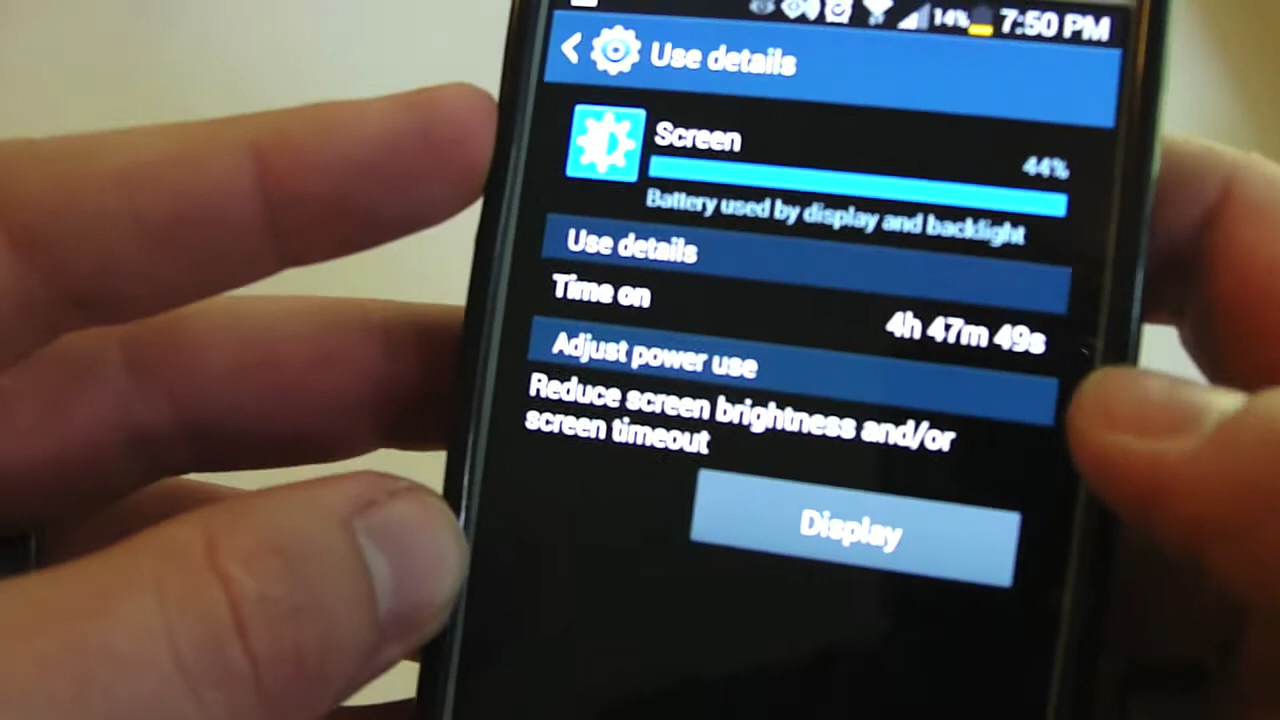 14% 7:50 PM
Use details
Screen
44%
Battery used by display and backlight
Use details
Time on
4h 47m 49s
Adjust power use
Reduce screen brightness and/or
screen timeout
Display